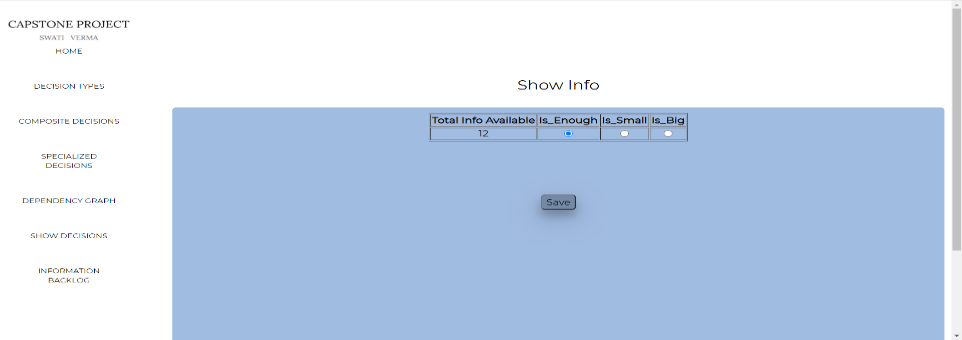 CAPSTONE PROJECT
SWATI VERMA
HOME
DECISION TYPES
COMPOSITE DECISIONS
SPECIALIZED
DECISIONS
DEPENDENCY GRAPH
SHOW DECISIONS
INFORMATION
BACKLOG
Show Info
Total Info Available Is_Enough Is_Small Is_Big
12
Save